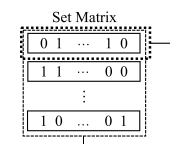 Set Matrix
0 1 ... 1 0
1 1 ... 0 0
⋮
1 0 ... 0 1